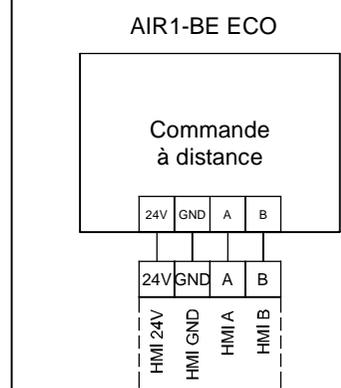 AIR1-BE ECO
Commande
à distance
24V GND A B
24V GND A B
HMI 24V
HMI GND
HMI A
HMI B